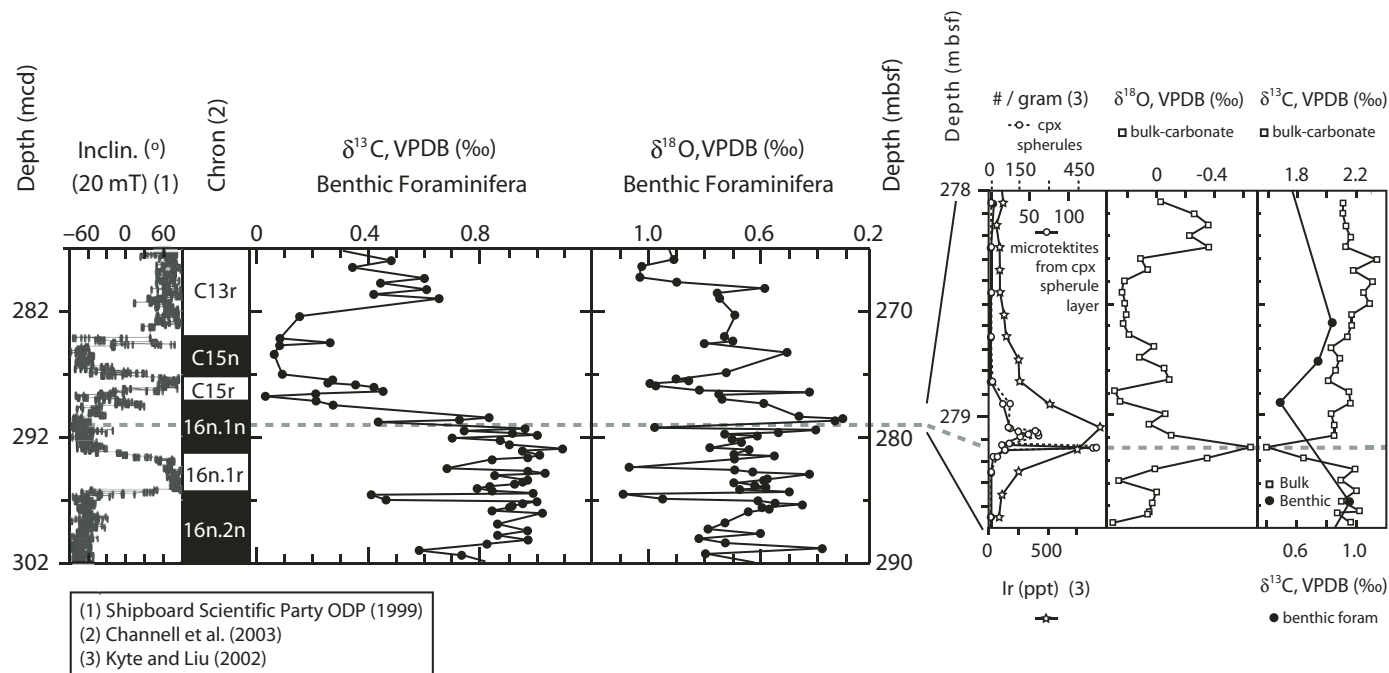 Depth (mcd)
Inclin. (º)
(20 mT) (1)
Chron (2)
δ13C, VPDB (‰)
Benthic Foraminifera
δ18O, VPDB (‰)
Benthic Foraminifera
Depth (mbsf)
Depth (mbsf)
# / gram (3)
cpx
spherules
δ18O, VPDB (‰)
bulk-carbonate
δ13C, VPDB (‰)
bulk-carbonate
−60 0 60
0 0.4 0.8
1.0 0.6 0.2
0 150 450
0 -0.4
1.8 2.2
278
50 100
microtektites
from cpx
spherule
layer
282
C13r
270
C15n
C15r
279
292
16n.1n
280
16n.1r
Bulk
Benthic
16n.2n
302
290
0 500
0.6 1.0
Ir (ppt) (3)
δ13C, VPDB (‰)
benthic foram
(1) Shipboard Scientific Party ODP (1999)
(2) Channell et al. (2003)
(3) Kyte and Liu (2002)